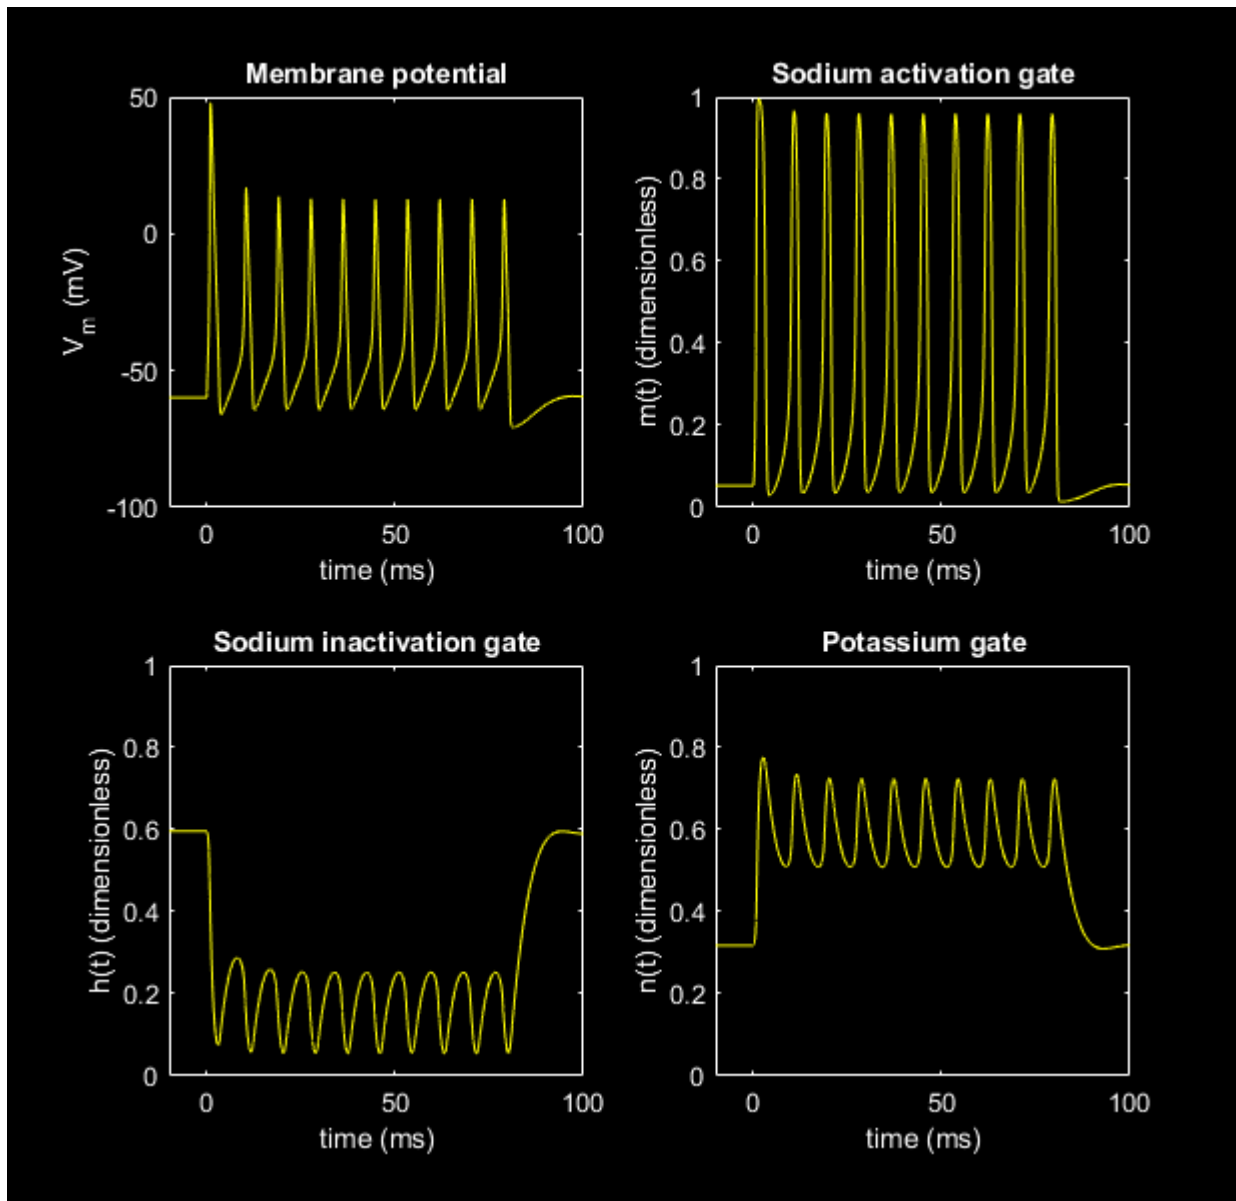 Membrane potential
50
0
-50
-100
V_m (mV)
0 50 100
time (ms)
Sodium activation gate
1
0.8
0.6
0.4
0.2
0
m(t) (dimensionless)
0 50 100
time (ms)
Sodium inactivation gate
1
0.8
0.6
0.4
0.2
0
h(t) (dimensionless)
0 50 100
time (ms)
Potassium gate
1
0.8
0.6
0.4
0.2
0
n(t) (dimensionless)
0 50 100
time (ms)